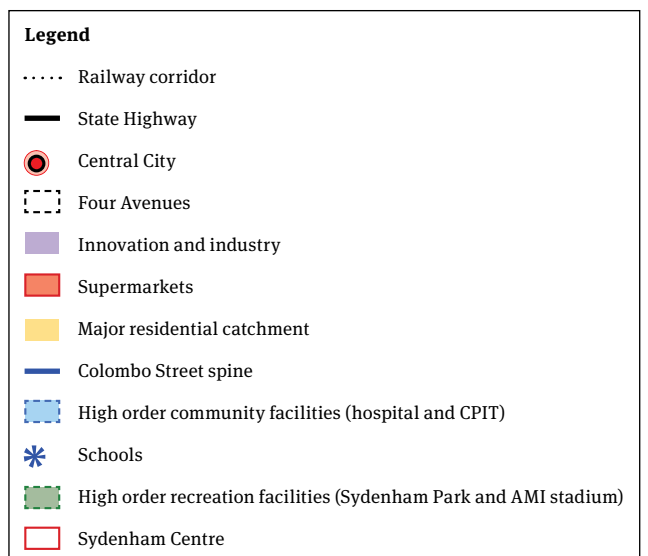 Legend
Railway corridor
State Highway
Central City
Four Avenues
Innovation and industry
Supermarkets
Major residential catchment
Colombo Street spine
High order community facilities (hospital and CPIT)
Schools
High order recreation facilities (Sydenham Park and AMI stadium)
Sydenham Centre